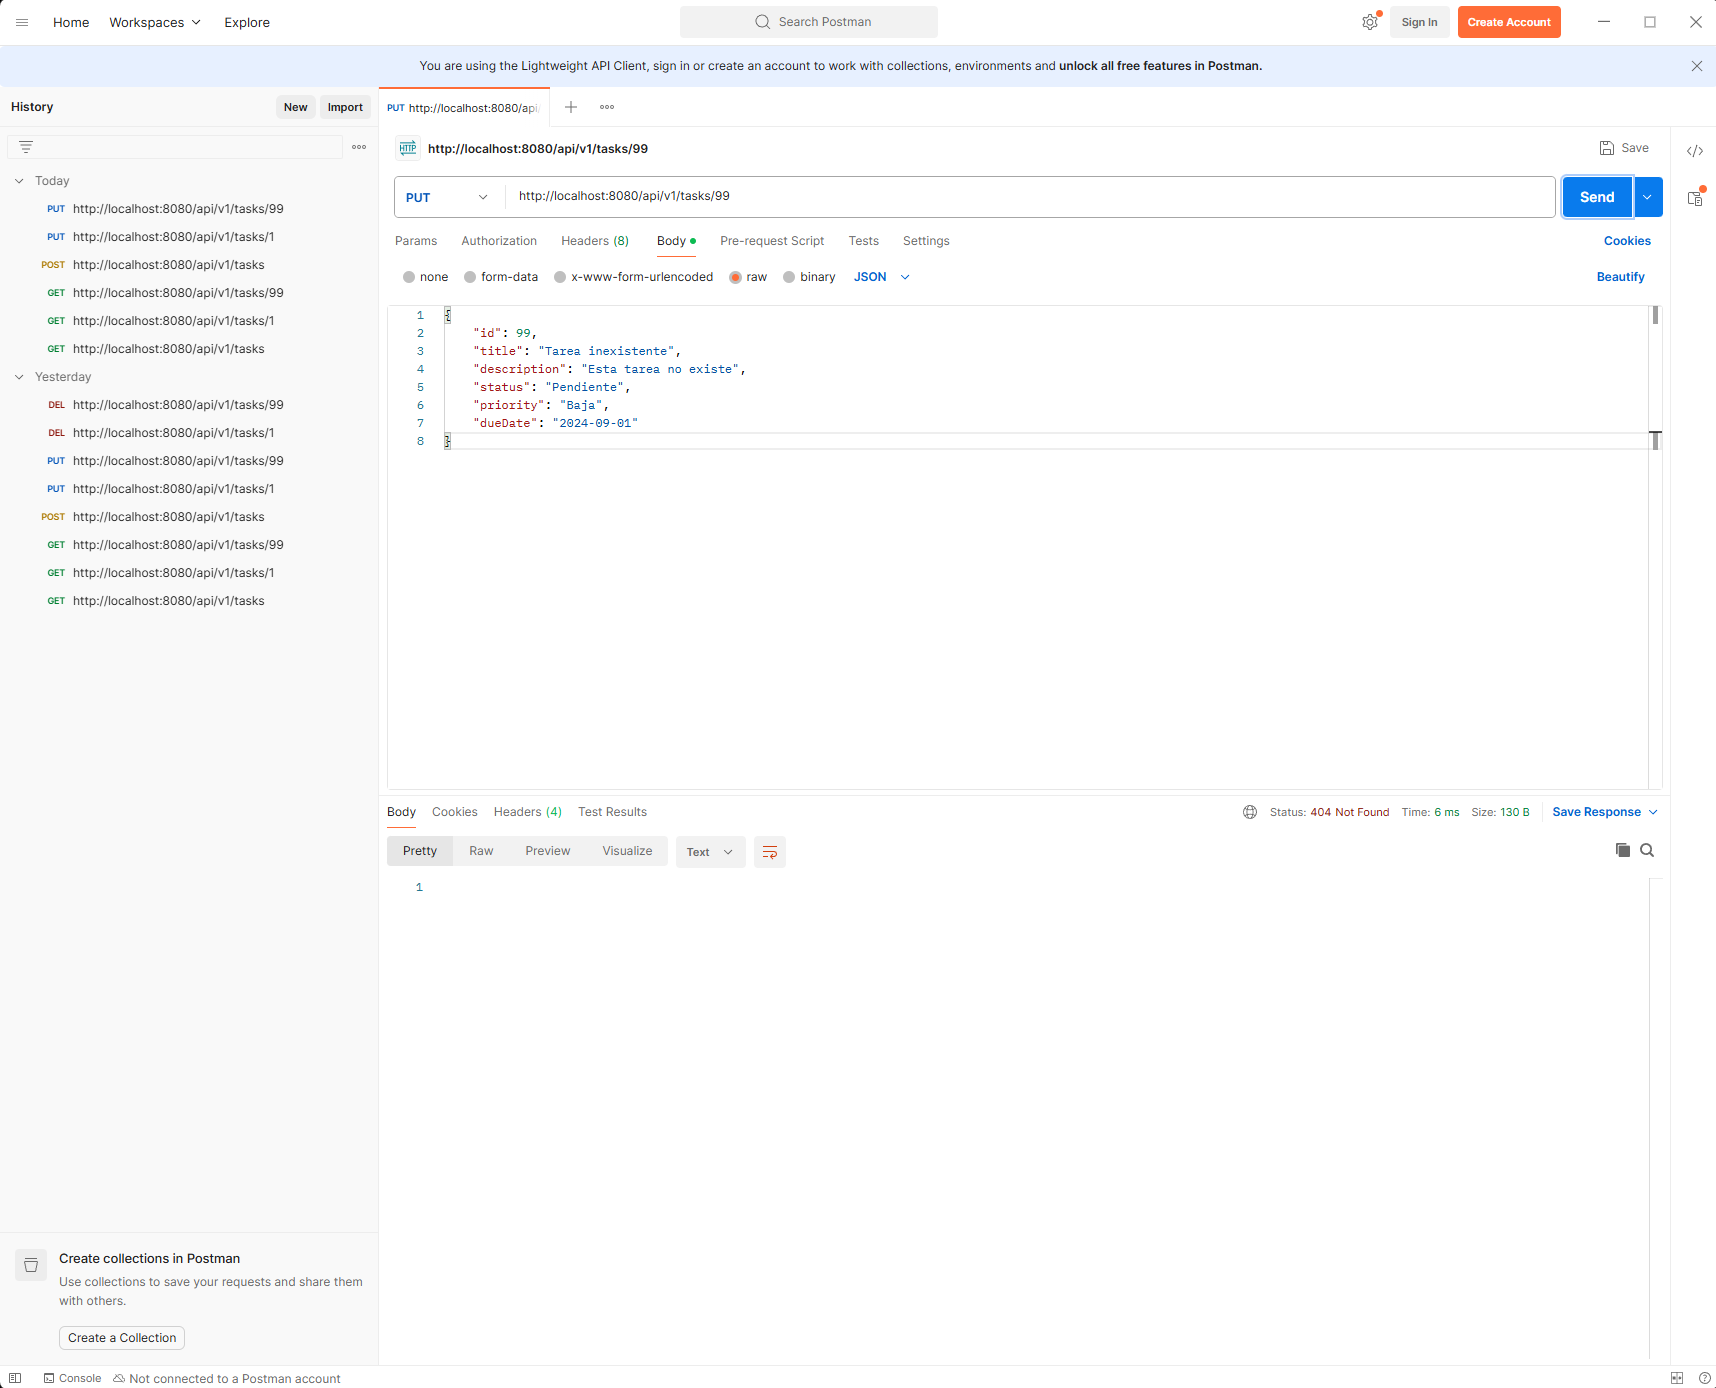 Home Workspaces Explore Search Postman Sign In Create Account
You are using the Lightweight API Client, sign in or create an account to work with collections, environments and unlock all free features in Postman.
History New Import
Today
PUT http://localhost:8080/api/v1/tasks/99
PUT http://localhost:8080/api/v1/tasks/1
POST http://localhost:8080/api/v1/tasks
GET http://localhost:8080/api/v1/tasks/99
GET http://localhost:8080/api/v1/tasks/1
GET http://localhost:8080/api/v1/tasks
Yesterday
DEL http://localhost:8080/api/v1/tasks/99
DEL http://localhost:8080/api/v1/tasks/1
PUT http://localhost:8080/api/v1/tasks/99
PUT http://localhost:8080/api/v1/tasks/1
POST http://localhost:8080/api/v1/tasks
GET http://localhost:8080/api/v1/tasks/99
GET http://localhost:8080/api/v1/tasks/1
GET http://localhost:8080/api/v1/tasks
Create collections in Postman
Use collections to save your requests and share them
with others.
Create a Collection
PUT http://localhost:8080/api/
HTTP http://localhost:8080/api/v1/tasks/99 Save
PUT http://localhost:8080/api/v1/tasks/99 Send
Params Authorization Headers (8) Body Pre-request Script Tests Settings Cookies
none form-data x-www-form-urlencoded raw binary JSON Beautify
1 {
2 "id": 99,
3 "title": "Tarea inexistente",
4 "description": "Esta tarea no existe",
5 "status": "Pendiente",
6 "priority": "Baja",
7 "dueDate": "2024-09-01"
8 }
Body Cookies Headers (4) Test Results Status: 404 Not Found Time: 6 ms Size: 130 B Save Response
Pretty Raw Preview Visualize Text
1
Console Not connected to a Postman account